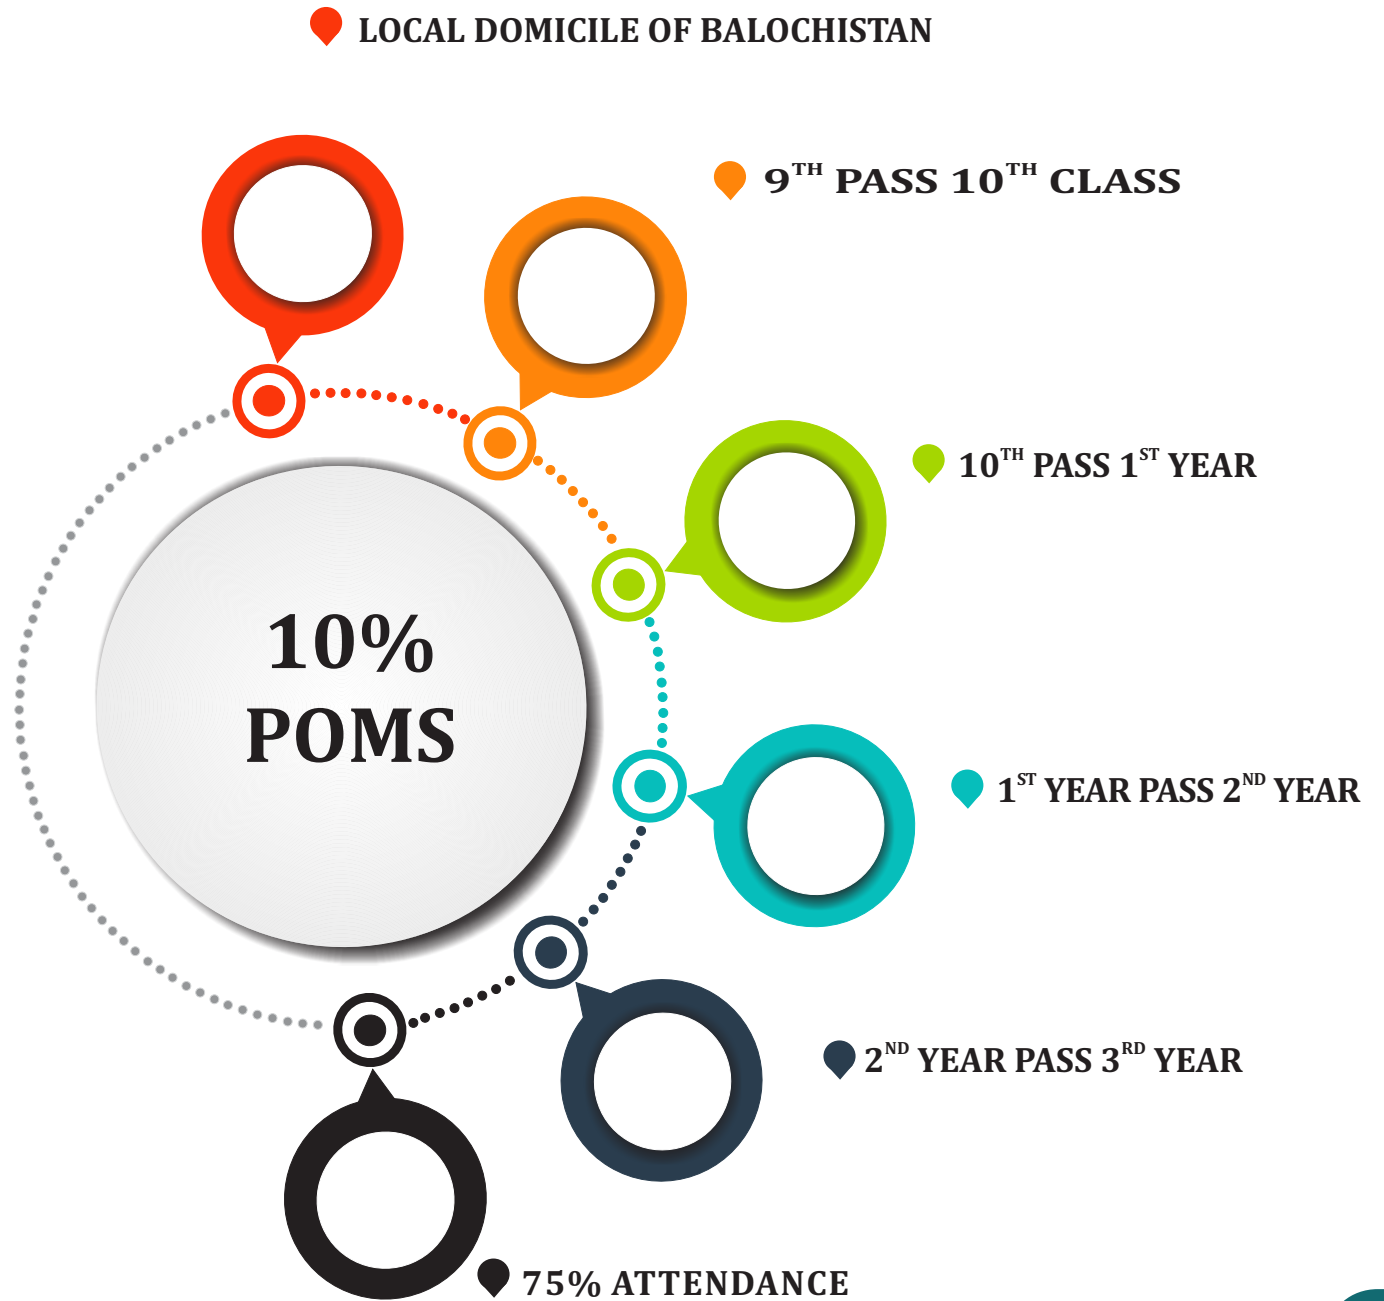 LOCAL DOMICILE OF BALOCHISTAN
9TH PASS 10TH CLASS
10TH PASS 1ST YEAR
10%
POMS
1ST YEAR PASS 2ND YEAR
2ND YEAR PASS 3RD YEAR
75% ATTENDANCE